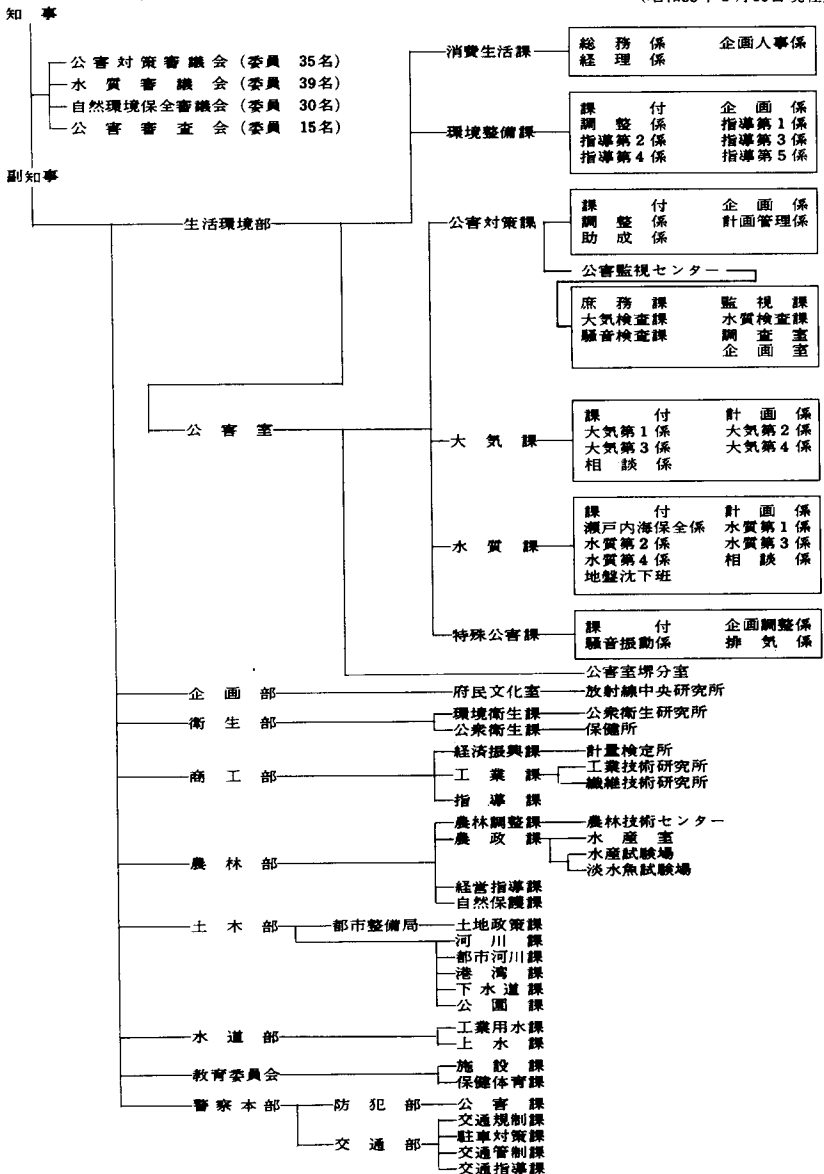 知事
公害対策審議会（委員 35名）
水質審議会（委員 39名）
自然環境保全審議会（委員 30名）
公害審査会（委員 15名）
副知事
生活環境部
消費生活課
総務係 企画人事係
経理係
環境整備課
課付 企画係
調整係 指導第1係
指導第2係 指導第3係
指導第4係 指導第5係
公害対策課
課付 企画係
調整係 計画管理係
助成係
公害監視センター
庶務課 監視課
大気検査課 水質検査課
騒音検査課 調査室
企画室
公害室
大気課
課付 計画係
大気第1係 大気第2係
大気第3係 大気第4係
相談係
水質課
課付 計画係
瀬戸内海保全係 水質第1係
水質第2係 水質第3係
水質第4係 相談係
地盤沈下班
特殊公害課
課付 企画調整係
騒音振動係 排気係
公害室堺分室
企画部 府民文化室 放射線中央研究所
衛生部 環境衛生課 公衆衛生研究所
公衆衛生課 保健所
商工部 経済振興課 計量検定所
工業課 工業技術研究所
繊維技術研究所
指導課
農林部 農林調整課 農林技術センター
農政課 水産室
水産試験場
淡水魚試験場
経営指導課
自然保護課
土木部 都市整備局 土地政策課
河川課
都市河川課
港湾課
下水道課
公園課
水道部 工業用水課
上水課
教育委員会 施設課
保健体育課
警察本部 防犯部 公害課
交通部 交通規制課
駐車対策課
交通管制課
交通指導課